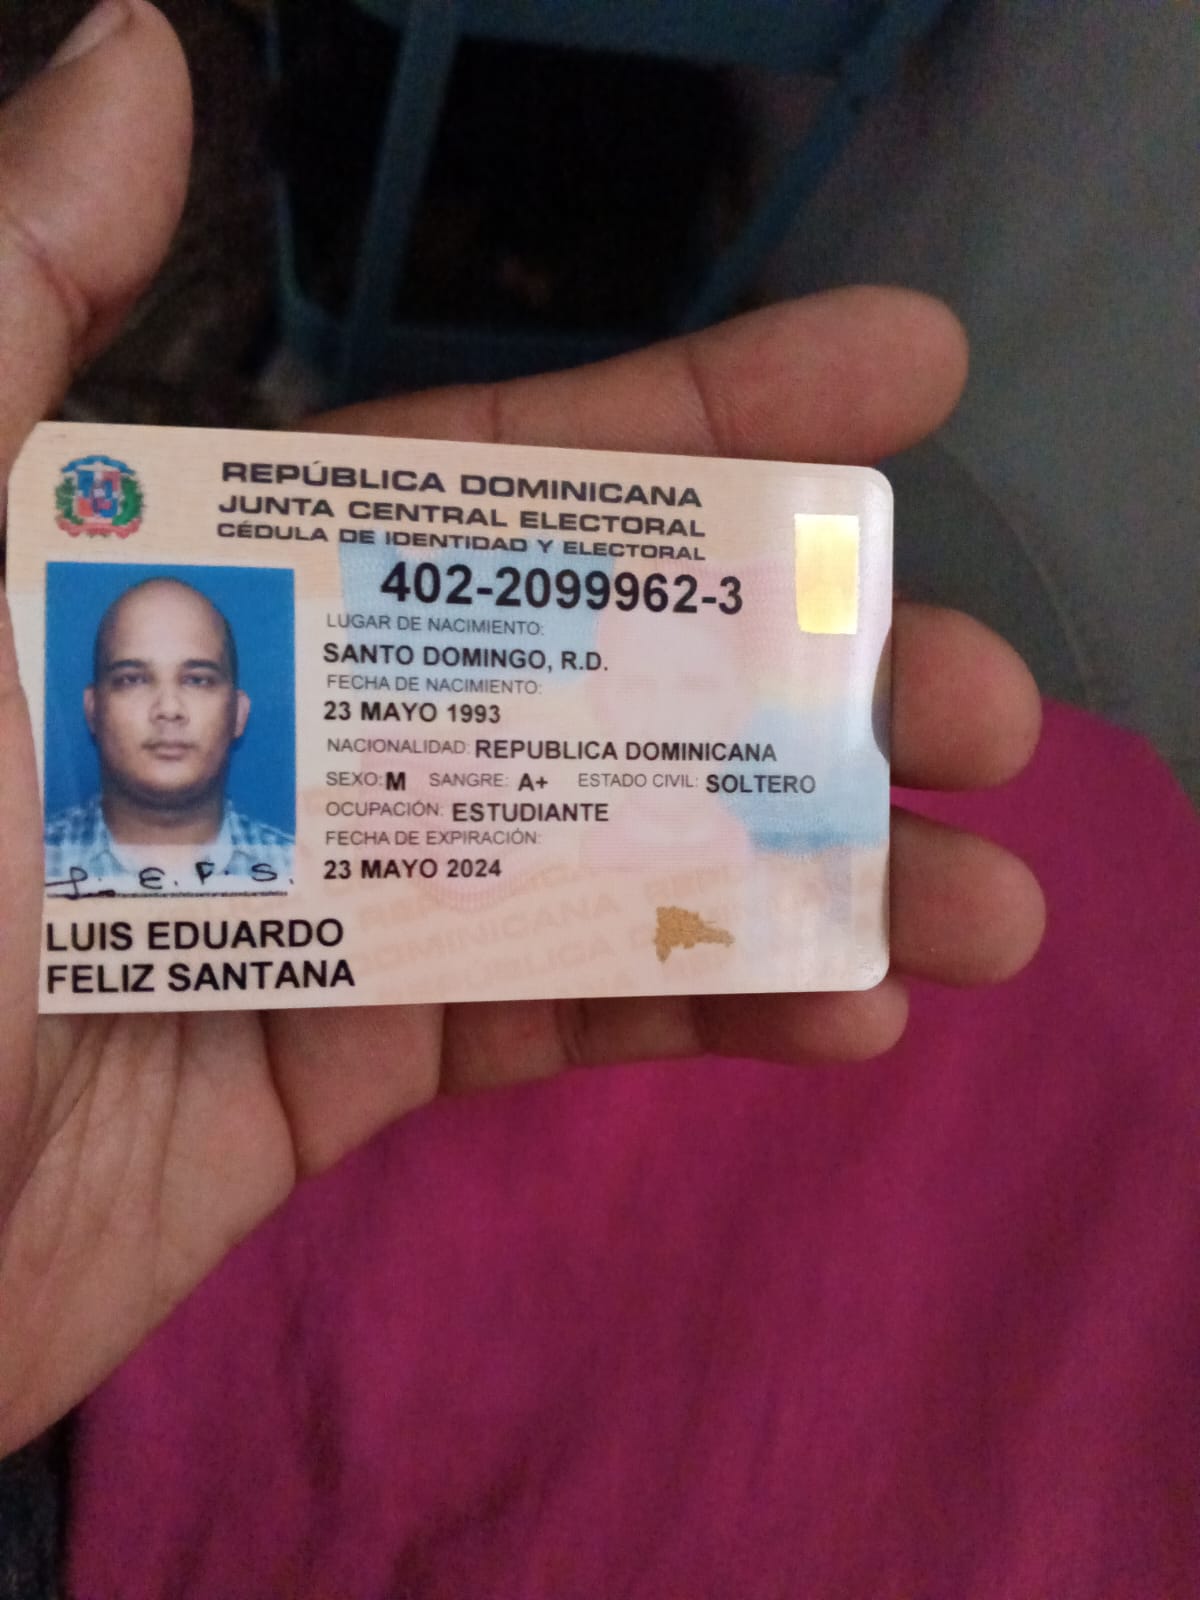 REPÚBLICA DOMINICANA
JUNTA CENTRAL ELECTORAL
CÉDULA DE IDENTIDAD Y ELECTORAL
402-2099962-3
LUGAR DE NACIMIENTO:
SANTO DOMINGO, R.D.
FECHA DE NACIMIENTO:
23 MAYO 1993
NACIONALIDAD: REPUBLICA DOMINICANA
SEXO: M SANGRE: A+ ESTADO CIVIL: SOLTERO
OCUPACIÓN: ESTUDIANTE
FECHA DE EXPIRACIÓN:
23 MAYO 2024
L. E. F. S.
LUIS EDUARDO
FELIZ SANTANA